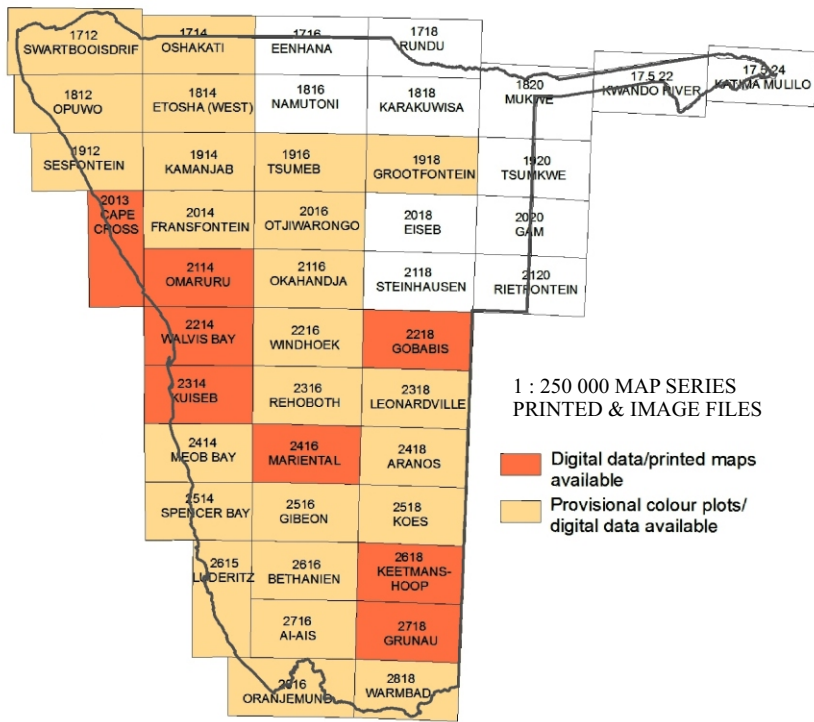 1712
SWARTBOOISDRIF
1714
OSHAKATI
1716
EENHANA
1718
RUNDU
1812
OPUWO
1814
ETOSHA (WEST)
1816
NAMUTONI
1818
KARAKUWISA
1820
MUKWE
17.5 22
KWANDO RIVER
17.5 24
KATIMA MULILO
1912
SESFONTEIN
1914
KAMANJAB
1916
TSUMEB
1918
GROOTFONTEIN
1920
TSUMKWE
2013
CAPE
CROSS
2014
FRANSFONTEIN
2016
OTJIWARONGO
2018
EISEB
2020
GAM
2114
OMARURU
2116
OKAHANDJA
2118
STEINHAUSEN
2120
RIETFONTEIN
2214
WALVIS BAY
2216
WINDHOEK
2218
GOBABIS
2314
KUISEB
2316
REHOBOTH
2318
LEONARDVILLE
2414
MEOB BAY
2416
MARIENTAL
2418
ARANOS
2514
SPENCER BAY
2516
GIBEON
2518
KOES
2615
LUDERITZ
2616
BETHANIEN
2618
KEETMANS-
HOOP
2716
AI-AIS
2718
GRUNAU
2816
ORANJEMUND
2818
WARMBAD
1 : 250 000 MAP SERIES
PRINTED & IMAGE FILES
Digital data/printed maps
available
Provisional colour plots/
digital data available